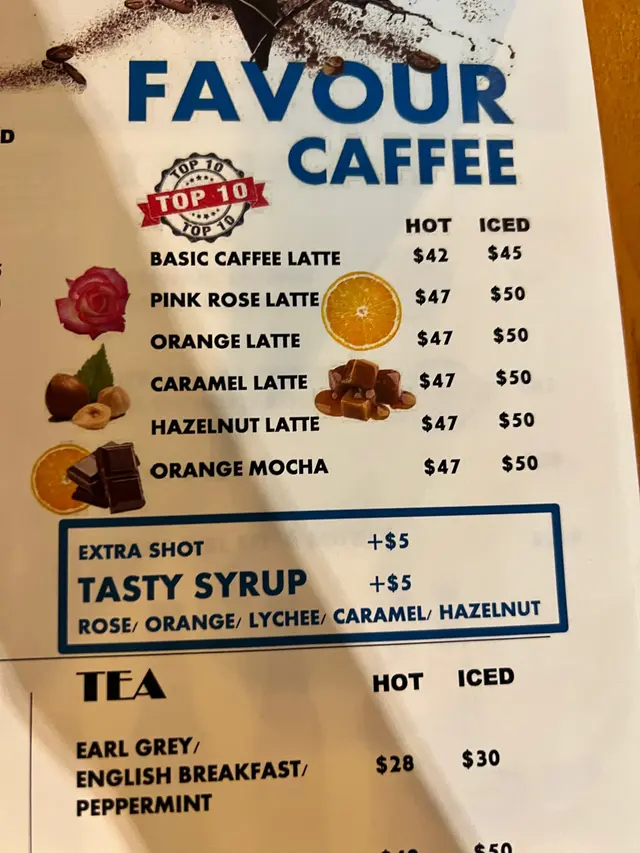 FAVOUR
CAFFEE
TOP 10
TOP 10
TOP 10
HOT ICED
BASIC CAFFEE LATTE $42 $45
PINK ROSE LATTE $47 $50
ORANGE LATTE $47 $50
CARAMEL LATTE $47 $50
HAZELNUT LATTE $47 $50
ORANGE MOCHA $47 $50
EXTRA SHOT +$5
TASTY SYRUP +$5
ROSE/ ORANGE/ LYCHEE/ CARAMEL/ HAZELNUT
TEA HOT ICED
EARL GREY/
ENGLISH BREAKFAST/ $28 $30
PEPPERMINT
$50